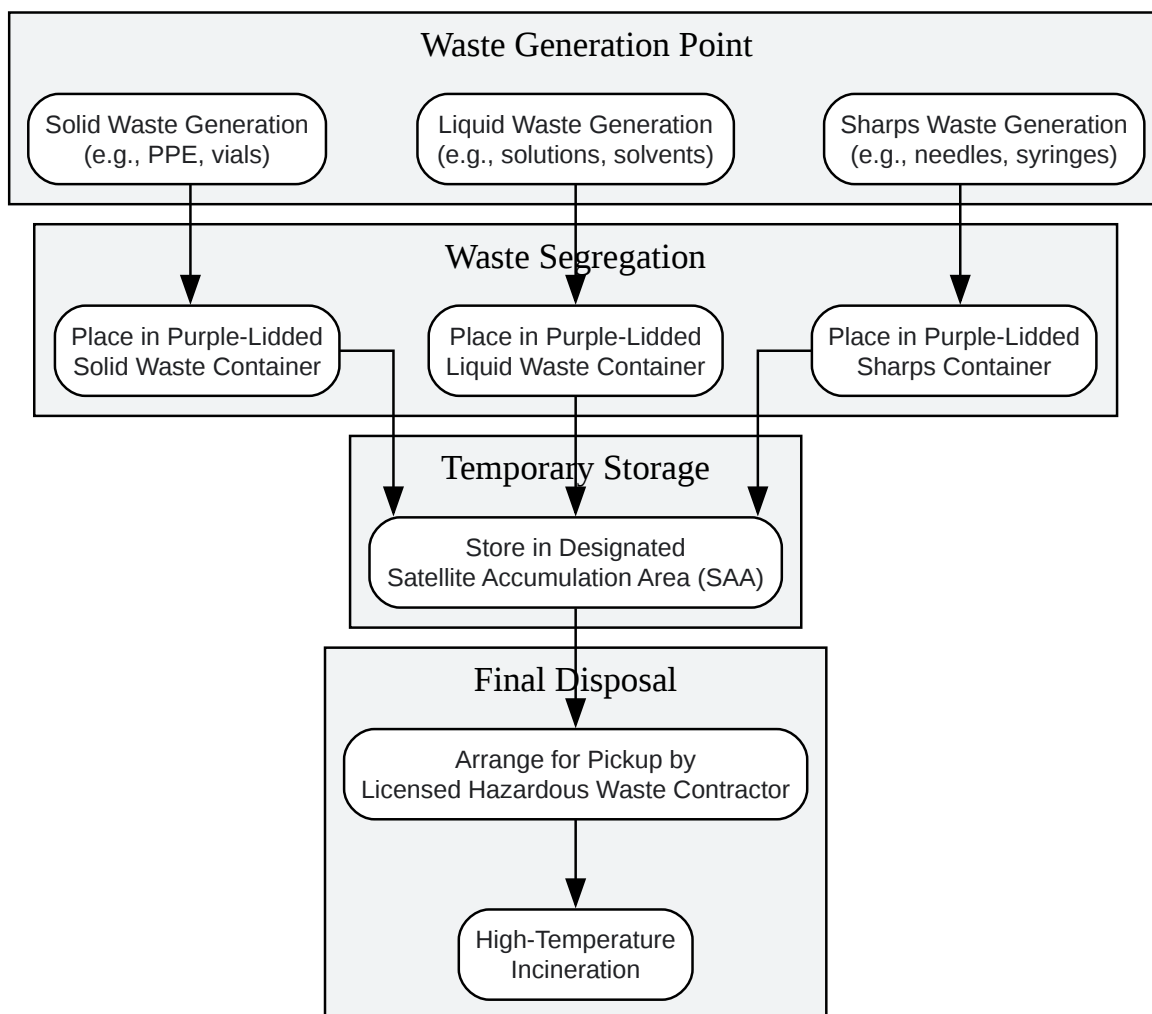 Waste Generation Point
Solid Waste Generation
(e.g., PPE, vials)
Liquid Waste Generation
(e.g., solutions, solvents)
Sharps Waste Generation
(e.g., needles, syringes)
Waste Segregation
Place in Purple-Lidded
Solid Waste Container
Place in Purple-Lidded
Liquid Waste Container
Place in Purple-Lidded
Sharps Container
Temporary Storage
Store in Designated
Satellite Accumulation Area (SAA)
Final Disposal
Arrange for Pickup by
Licensed Hazardous Waste Contractor
High-Temperature
Incineration